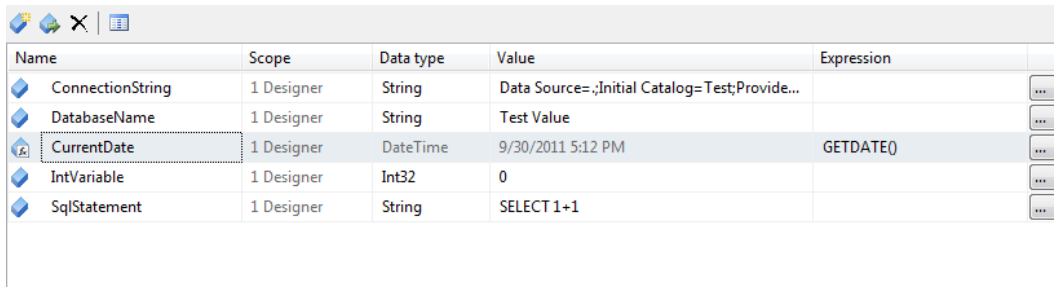 Name Scope Data type Value Expression
ConnectionString 1 Designer String Data Source=.;Initial Catalog=Test;Provide... ...
DatabaseName 1 Designer String Test Value ...
fx CurrentDate 1 Designer DateTime 9/30/2011 5:12 PM GETDATE() ...
IntVariable 1 Designer Int32 0 ...
SqlStatement 1 Designer String SELECT 1+1 ...